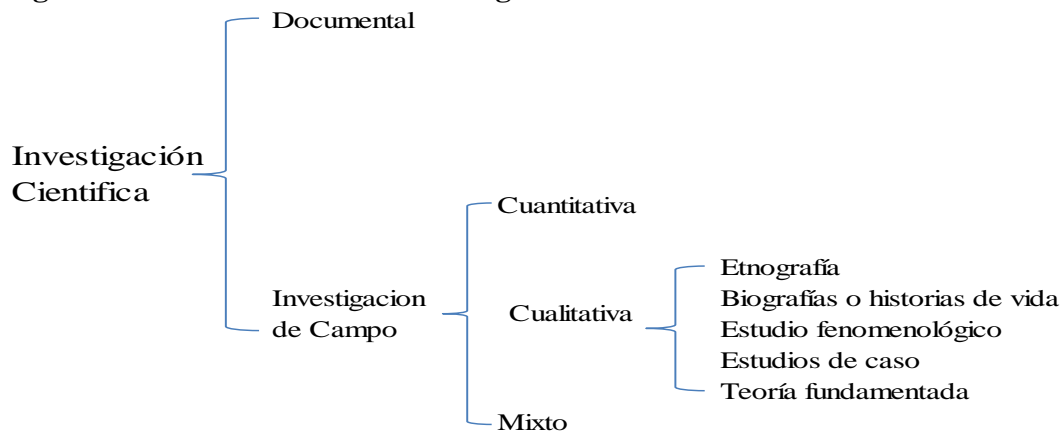 Documental
Investigación
Cientifica
Cuantitativa
Investigacion
de Campo
Cualitativa
Etnografía
Biografías o historias de vida
Estudio fenomenológico
Estudios de caso
Teoría fundamentada
Mixto